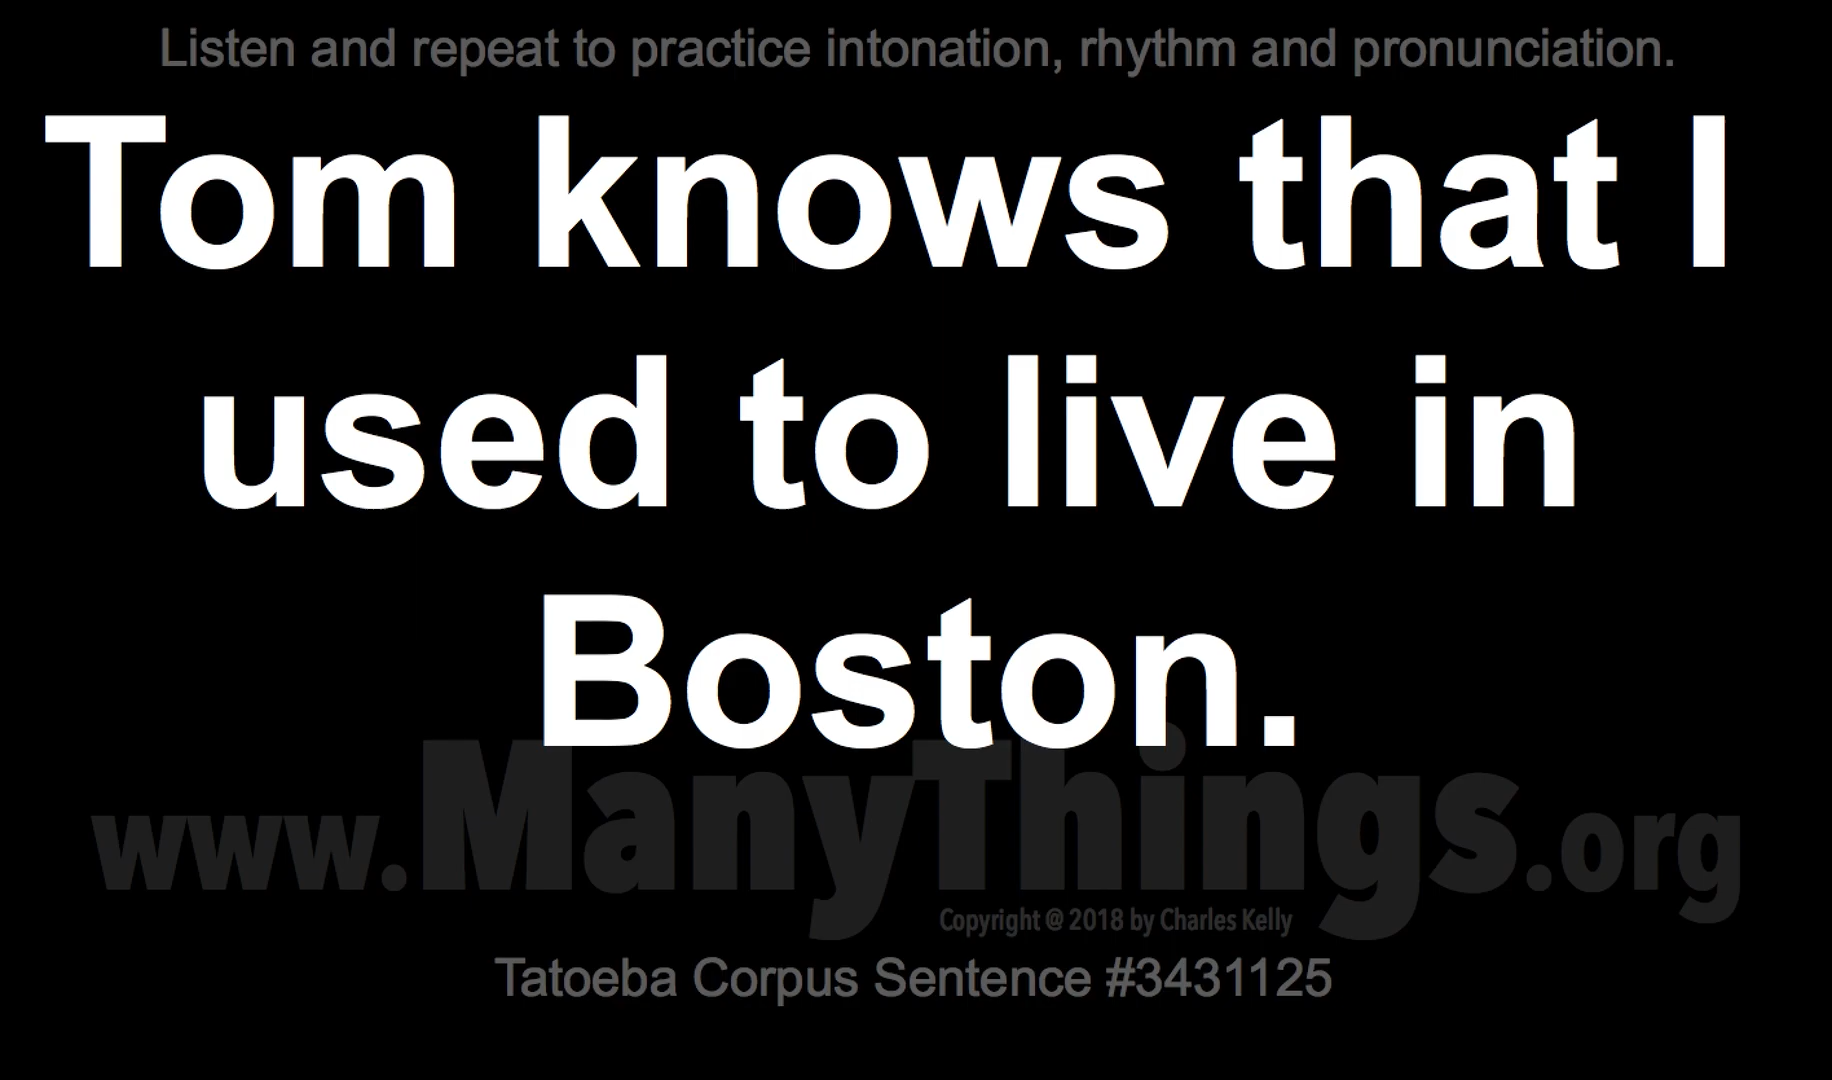 Listen and repeat to practice intonation, rhythm and pronunciation.
Tom knows that I
used to live in
Boston.
www.ManyThings.org
Copyright @ 2018 by Charles Kelly
Tatoeba Corpus Sentence #3431125